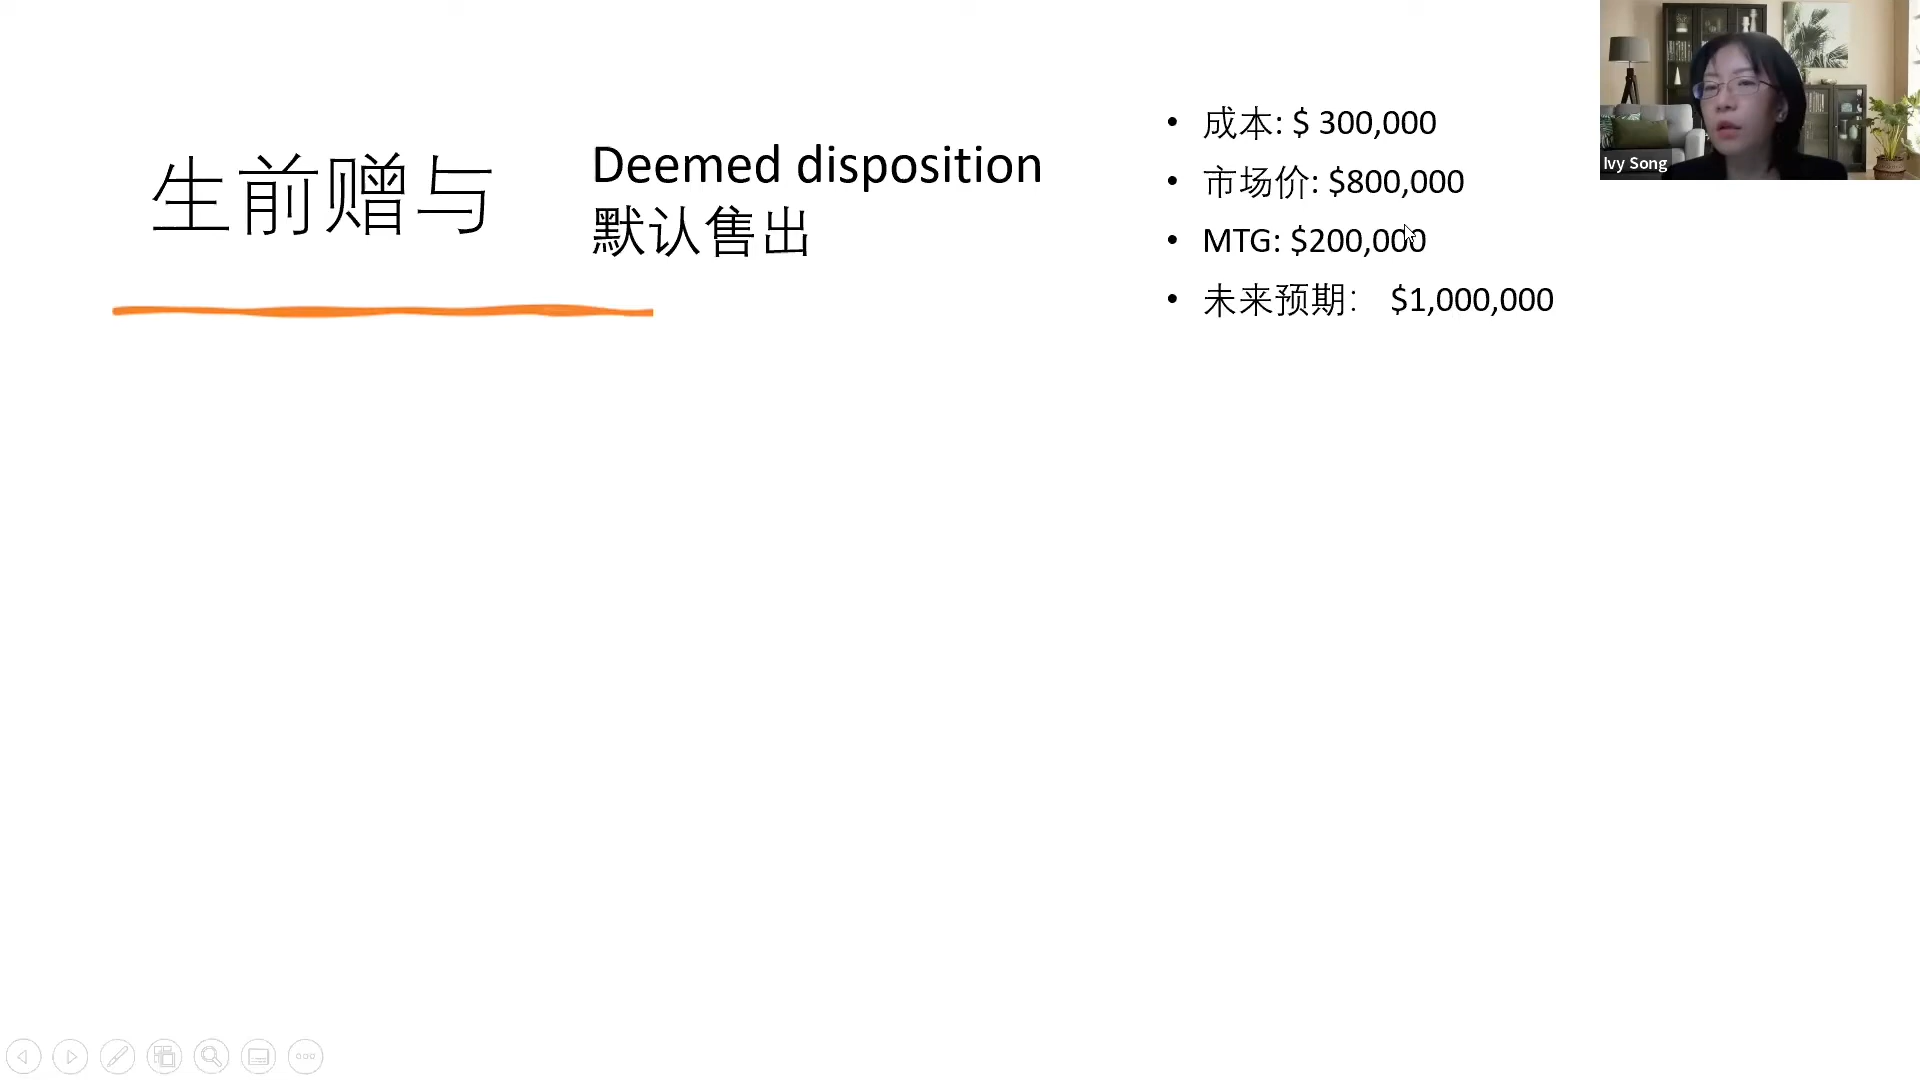 生前赠与
Deemed disposition
默认售出
• 成本: $ 300,000
• 市场价: $800,000
• MTG: $200,000
• 未来预期： $1,000,000
Ivy Song